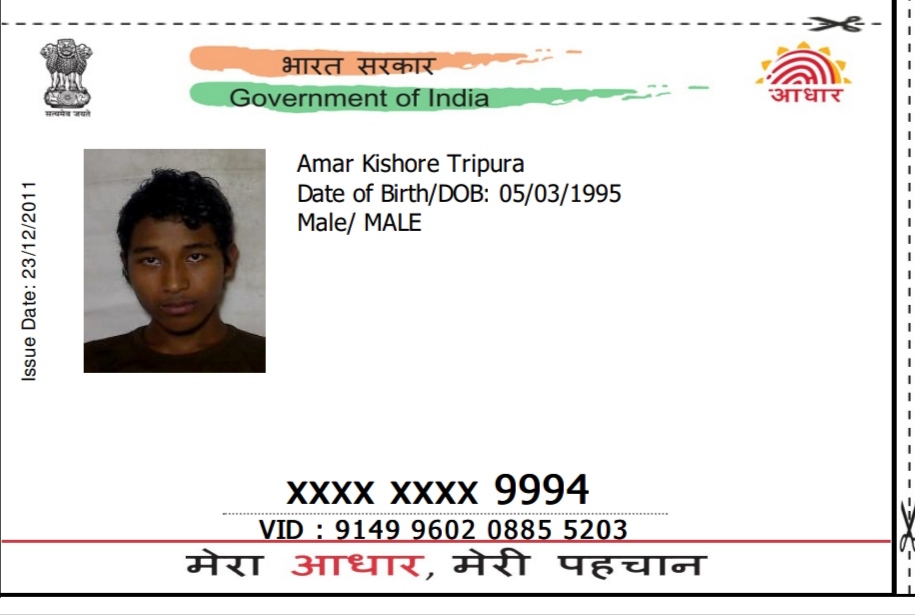 भारत सरकार
Government of India
सत्यमेव जयते
आधार
Issue Date: 23/12/2011
Amar Kishore Tripura
Date of Birth/DOB: 05/03/1995
Male/ MALE
xxxx xxxx 9994
VID : 9149 9602 0885 5203
मेरा आधार, मेरी पहचान